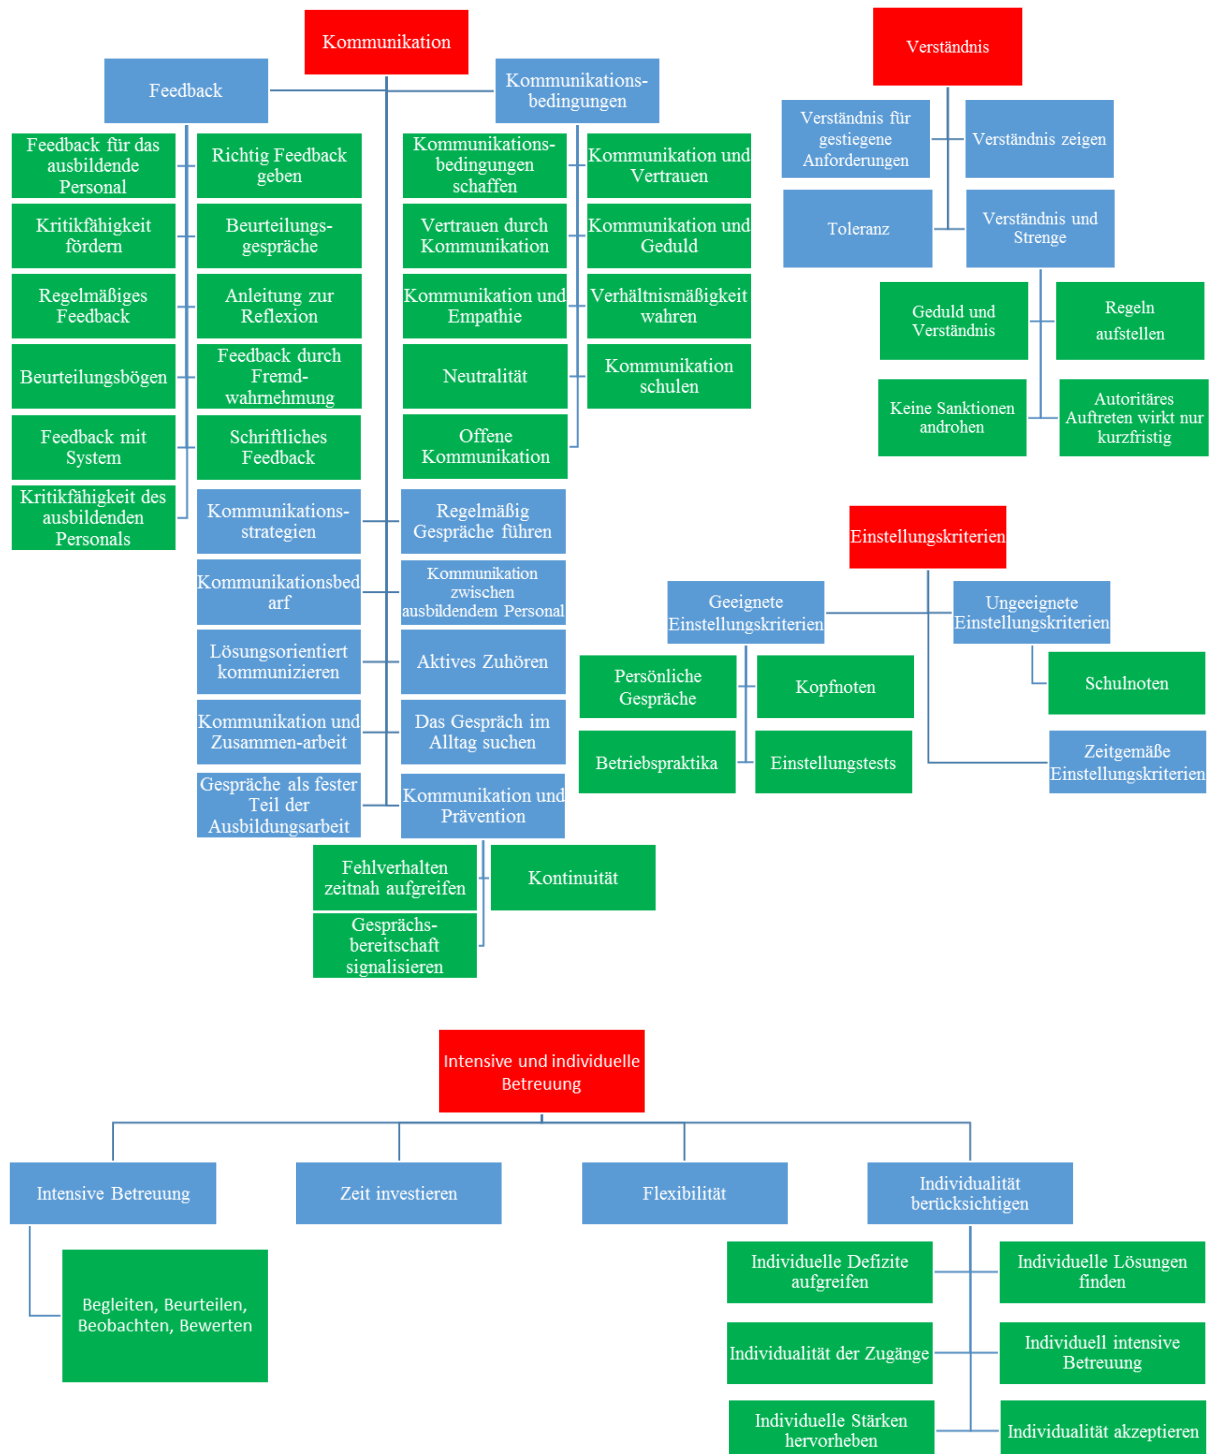 Kommunikation
Feedback
Kommunikations-
bedingungen
Feedback für das
ausbildende
Personal
Richtig Feedback
geben
Kritikfähigkeit
fördern
Beurteilungs-
gespräche
Regelmäßiges
Feedback
Anleitung zur
Reflexion
Beurteilungsbögen
Feedback durch
Fremd-
wahrnehmung
Feedback mit
System
Schriftliches
Feedback
Kritikfähigkeit des
ausbildenden
Personals
Kommunikations-
bedingungen
schaffen
Kommunikation und
Vertrauen
Vertrauen durch
Kommunikation
Kommunikation und
Geduld
Kommunikation und
Empathie
Verhältnismäßigkeit
wahren
Neutralität
Kommunikation
schulen
Offene
Kommunikation
Kommunikations-
strategien
Regelmäßig
Gespräche führen
Kommunikationsbed
arf
Kommunikation
zwischen
ausbildendem Personal
Lösungsorientiert
kommunizieren
Aktives Zuhören
Kommunikation und
Zusammen-arbeit
Das Gespräch im
Alltag suchen
Gespräche als fester
Teil der
Ausbildungsarbeit
Kommunikation und
Prävention
Fehlverhalten
zeitnah aufgreifen
Kontinuität
Gesprächs-
bereitschaft
signalisieren
Verständnis
Verständnis für
gestiegene
Anforderungen
Verständnis zeigen
Toleranz
Verständnis und
Strenge
Geduld und
Verständnis
Regeln
aufstellen
Keine Sanktionen
androhen
Autoritäres
Auftreten wirkt nur
kurzfristig
Einstellungskriterien
Geeignete
Einstellungskriterien
Ungeeignete
Einstellungskriterien
Persönliche
Gespräche
Kopfnoten
Schulnoten
Betriebspraktika
Einstellungstests
Zeitgemäße
Einstellungskriterien
Intensive und individuelle
Betreuung
Intensive Betreuung
Zeit investieren
Flexibilität
Individualität
berücksichtigen
Begleiten, Beurteilen,
Beobachten, Bewerten
Individuelle Defizite
aufgreifen
Individuelle Lösungen
finden
Individualität der Zugänge
Individuell intensive
Betreuung
Individuelle Stärken
hervorheben
Individualität akzeptieren